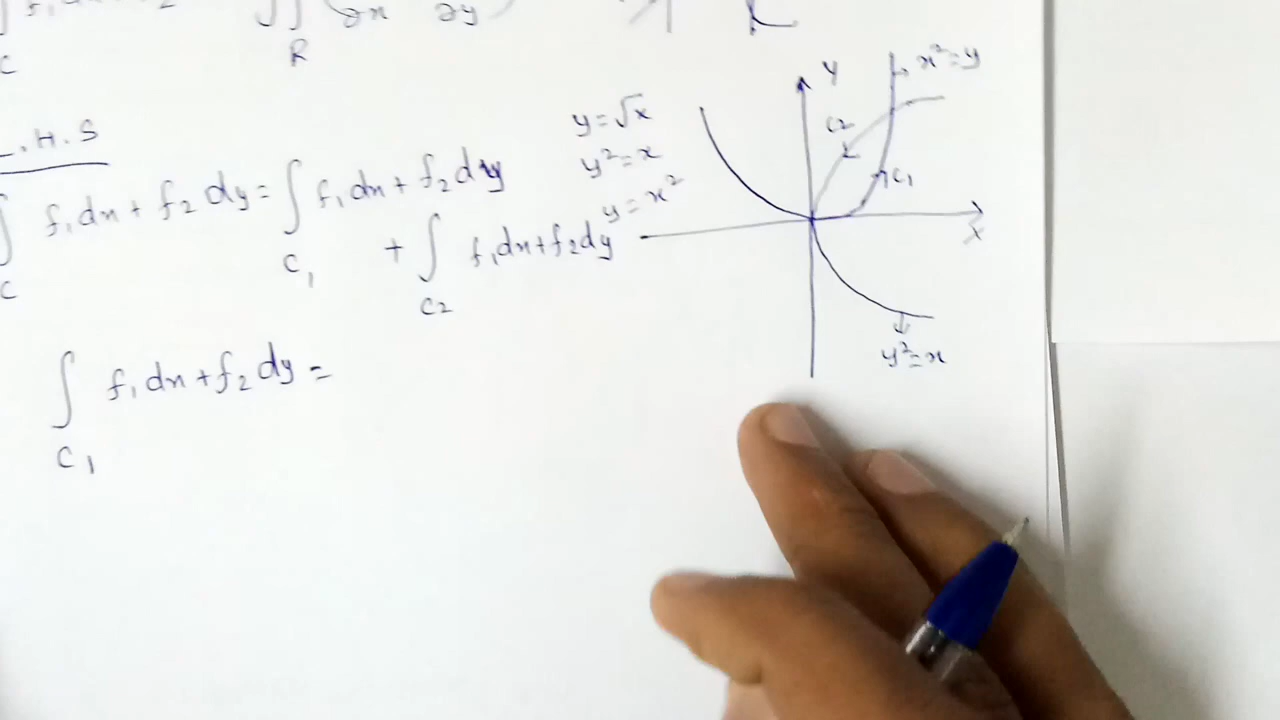 ∬ ∂x ∂y
C
R
L.H.S
∫ f₁dx + f₂dy = ∫ f₁dx + f₂dy
C
C₁
+ ∫ f₁dx + f₂dy
C₂
y = √x
y² = x
y = x²
∫ f₁dx + f₂dy =
C₁
Y
x² = y
C₂
C₁
X
y² = x